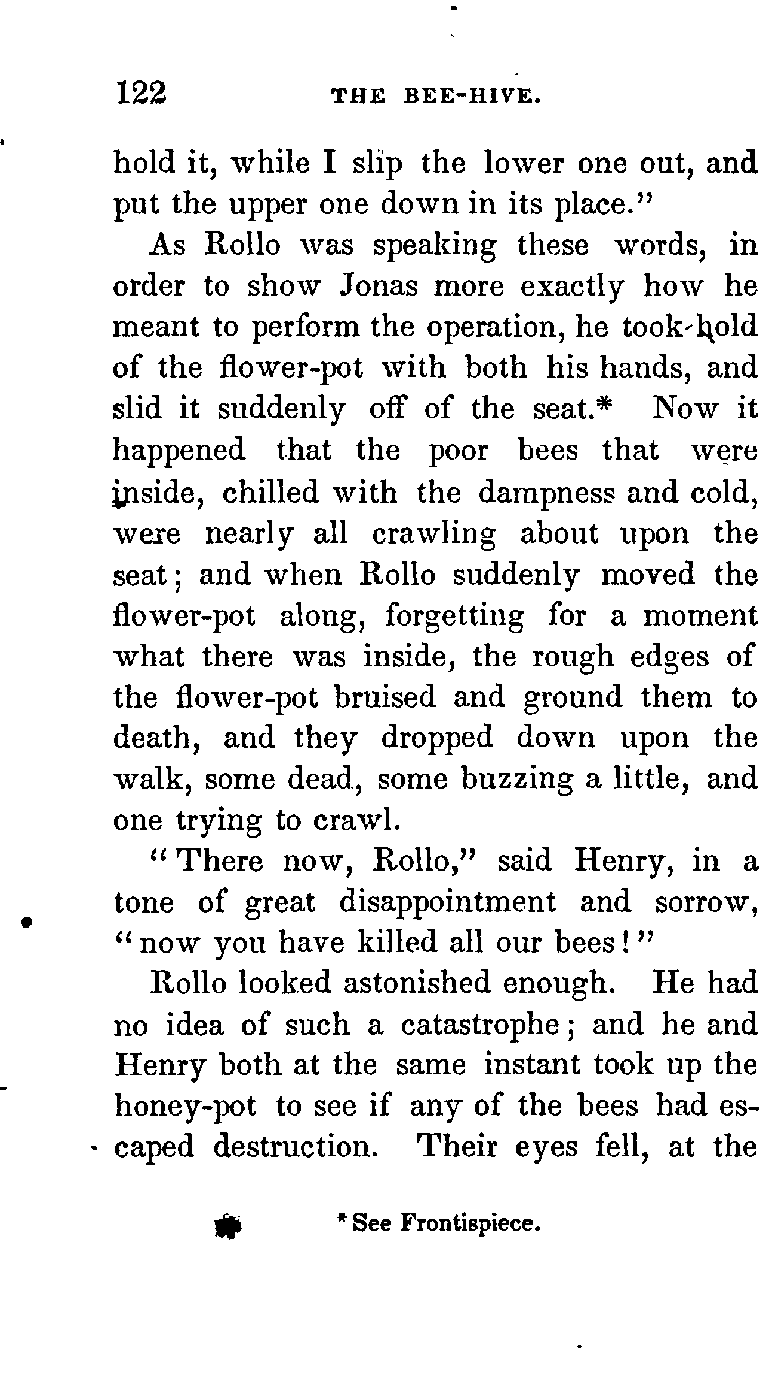 122 THE BEE-HIVE.
hold it, while I slip the lower one out, and
put the upper one down in its place.”
As Rollo was speaking these words, in
order to show Jonas more exactly how he
meant to perform the operation, he took hold
of the flower-pot with both his hands, and
slid it suddenly off of the seat.* Now it
happened that the poor bees that were
inside, chilled with the dampness and cold,
were nearly all crawling about upon the
seat; and when Rollo suddenly moved the
flower-pot along, forgetting for a moment
what there was inside, the rough edges of
the flower-pot bruised and ground them to
death, and they dropped down upon the
walk, some dead, some buzzing a little, and
one trying to crawl.
“There now, Rollo,” said Henry, in a
tone of great disappointment and sorrow,
“now you have killed all our bees!”
Rollo looked astonished enough. He had
no idea of such a catastrophe; and he and
Henry both at the same instant took up the
honey-pot to see if any of the bees had es-
caped destruction. Their eyes fell, at the
* See Frontispiece.